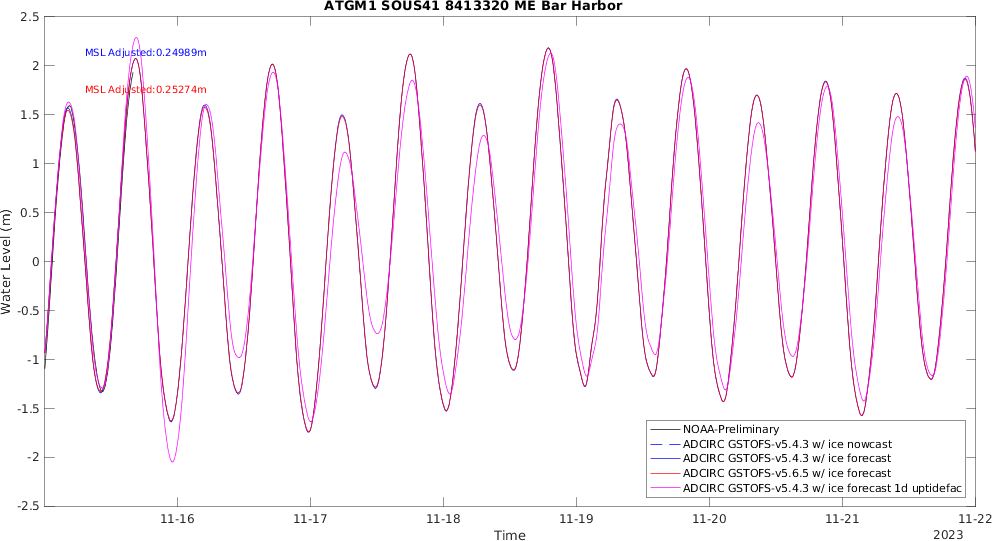 ATGM1 SOUS41 8413320 ME Bar Harbor
2.5
2
1.5
1
0.5
0
-0.5
-1
-1.5
-2
-2.5
Water Level (m)
MSL Adjusted:0.24989m
MSL Adjusted:0.25274m
NOAA-Preliminary
ADCIRC GSTOFS-v5.4.3 w/ ice nowcast
ADCIRC GSTOFS-v5.4.3 w/ ice forecast
ADCIRC GSTOFS-v5.6.5 w/ ice forecast
ADCIRC GSTOFS-v5.4.3 w/ ice forecast 1d uptidefac
11-16 11-17 11-18 11-19 11-20 11-21 11-22
Time
2023